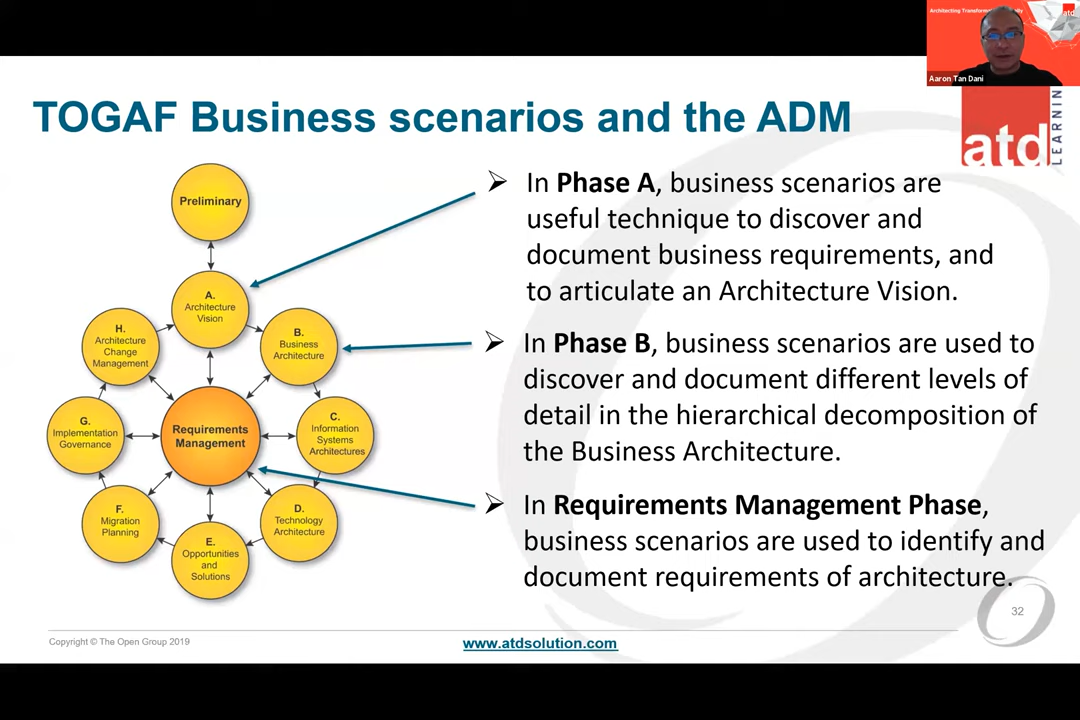 Architecting Transformation
atd
Aaron Tan Dani
TOGAF Business scenarios and the ADM
atd
LEARNIN
Preliminary
A.
Architecture
Vision
B.
Business
Architecture
C.
Information
Systems
Architectures
D.
Technology
Architecture
E.
Opportunities
and
Solutions
F.
Migration
Planning
G.
Implementation
Governance
H.
Architecture
Change
Management
Requirements
Management
➢ In Phase A, business scenarios are
useful technique to discover and
document business requirements, and
to articulate an Architecture Vision.
➢ In Phase B, business scenarios are used to
discover and document different levels of
detail in the hierarchical decomposition of
the Business Architecture.
➢ In Requirements Management Phase,
business scenarios are used to identify and
document requirements of architecture.
32
Copyright © The Open Group 2019
www.atdsolution.com